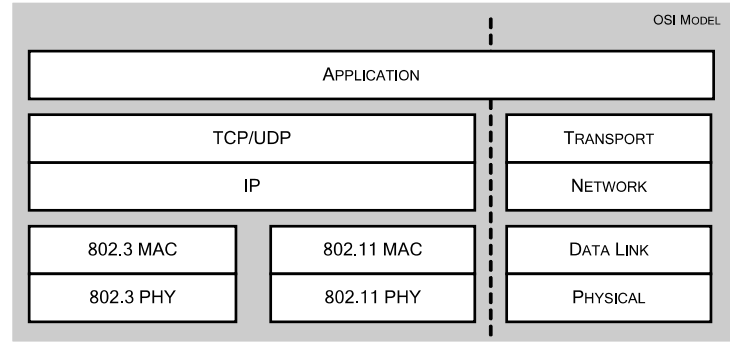 OSI MODEL
APPLICATION
TCP/UDP
TRANSPORT
IP
NETWORK
802.3 MAC
802.11 MAC
DATA LINK
802.3 PHY
802.11 PHY
PHYSICAL